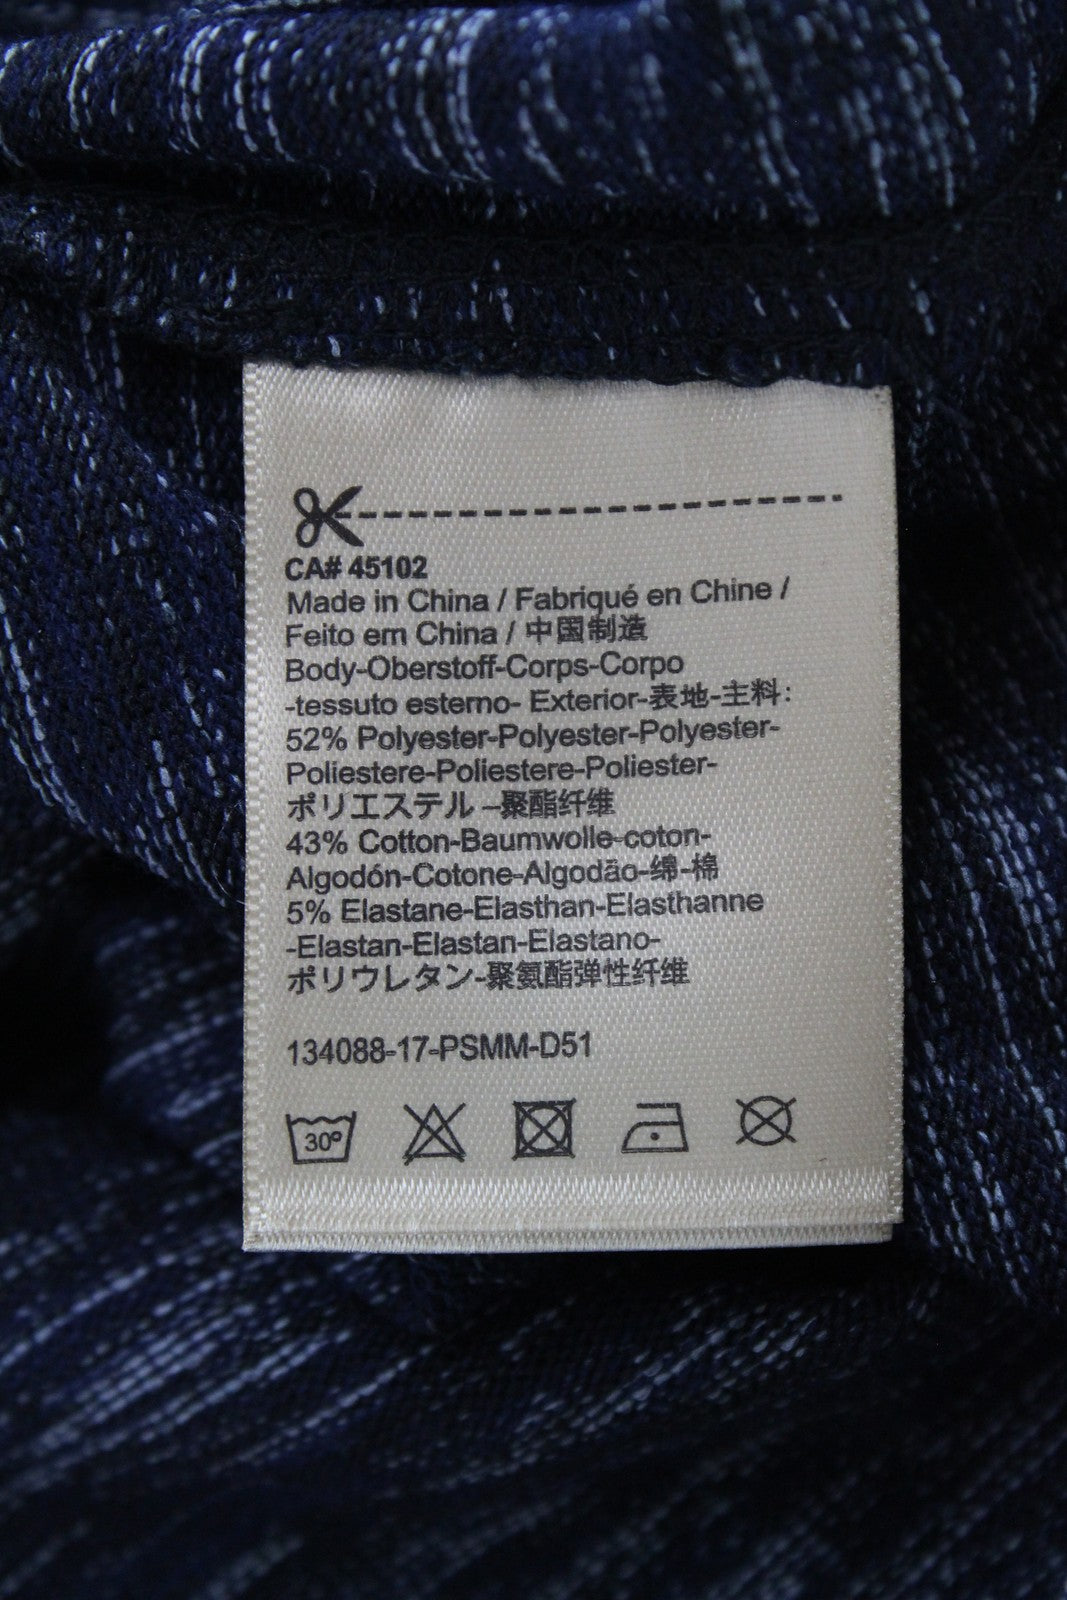 CA# 45102
Made in China / Fabriqué en Chine /
Feito em China / 中国制造
Body-Oberstoff-Corps-Corpo
-tessuto esterno- Exterior-表地-主料:
52% Polyester-Polyester-Polyester-
Poliestere-Poliestere-Poliester-
ポリエステル –聚酯纤维
43% Cotton-Baumwolle-coton-
Algodón-Cotone-Algodão-绵-棉
5% Elastane-Elasthan-Elasthanne
-Elastan-Elastan-Elastano-
ポリウレタン-聚氨酯弹性纤维
134088-17-PSMM-D51
30º